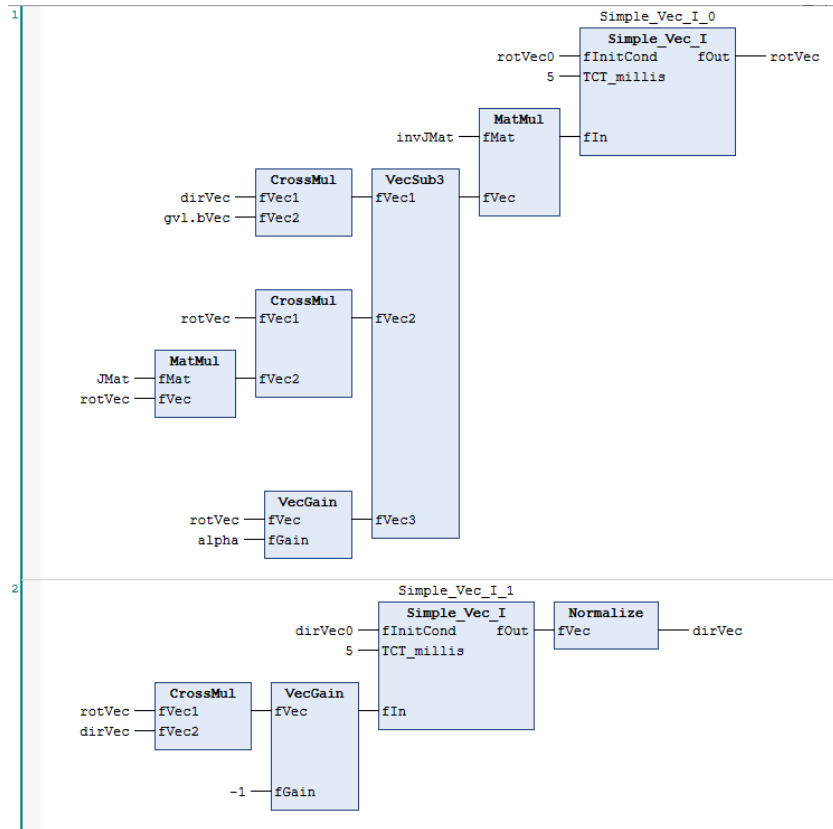 1
Simple_Vec_I_0
Simple_Vec_I
rotVec0 fInitCond fOut rotVec
5 TCT_millis
MatMul
invJMat fMat fIn
CrossMul VecSub3
dirVec fVec1 fVec1 fVec
gvl.bVec fVec2
CrossMul
rotVec fVec1 fVec2
MatMul
JMat fMat fVec2
rotVec fVec
VecGain
rotVec fVec fVec3
alpha fGain
2
Simple_Vec_I_1
Simple_Vec_I Normalize
dirVec0 fInitCond fOut fVec dirVec
5 TCT_millis
CrossMul VecGain
rotVec fVec1 fVec fIn
dirVec fVec2
-1 fGain